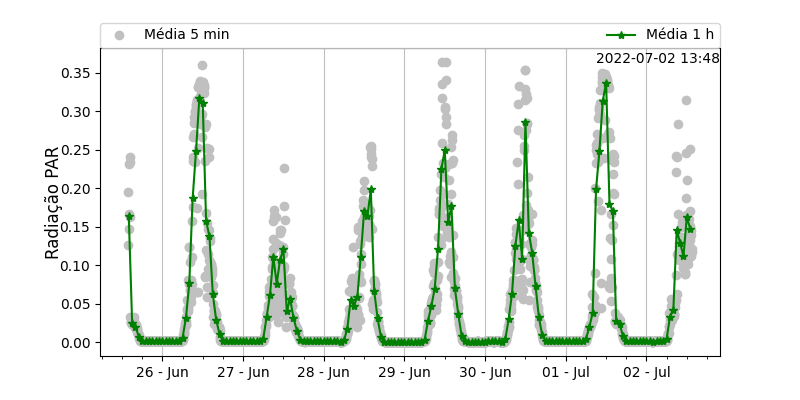 Média 5 min
Média 1 h
2022-07-02 13:48
Radiação PAR
0.35
0.30
0.25
0.20
0.15
0.10
0.05
0.00
26 - Jun
27 - Jun
28 - Jun
29 - Jun
30 - Jun
01 - Jul
02 - Jul